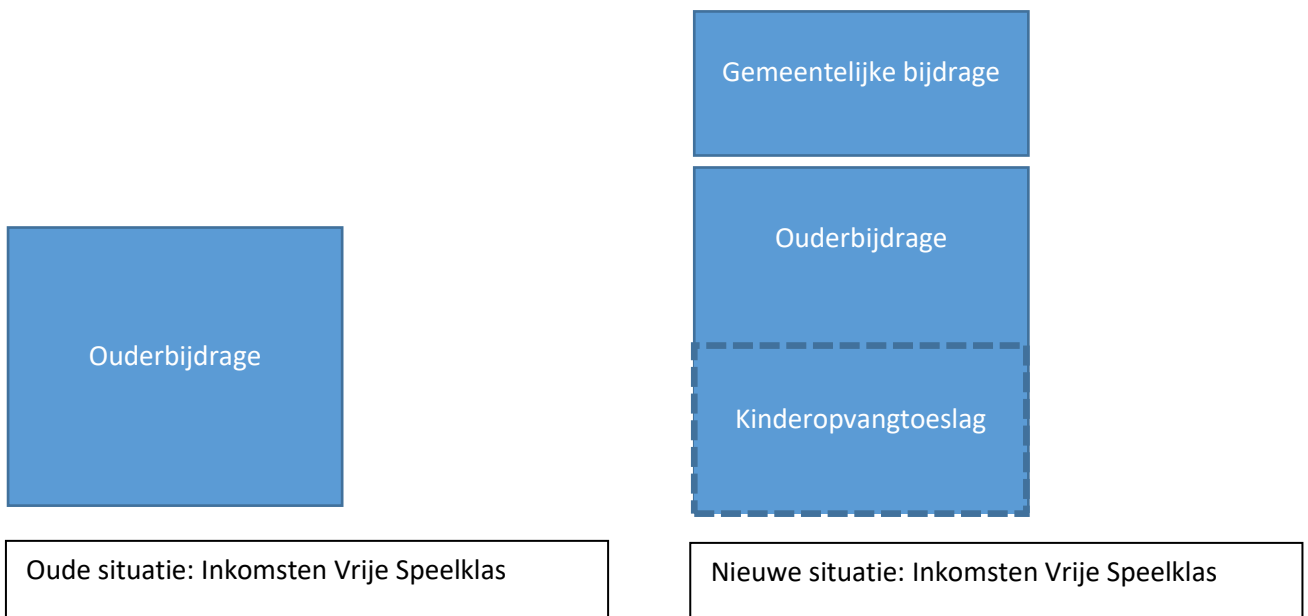 Ouderbijdrage
Oude situatie: Inkomsten Vrije Speelklas
Gemeentelijke bijdrage
Ouderbijdrage
Kinderopvangtoeslag
Nieuwe situatie: Inkomsten Vrije Speelklas